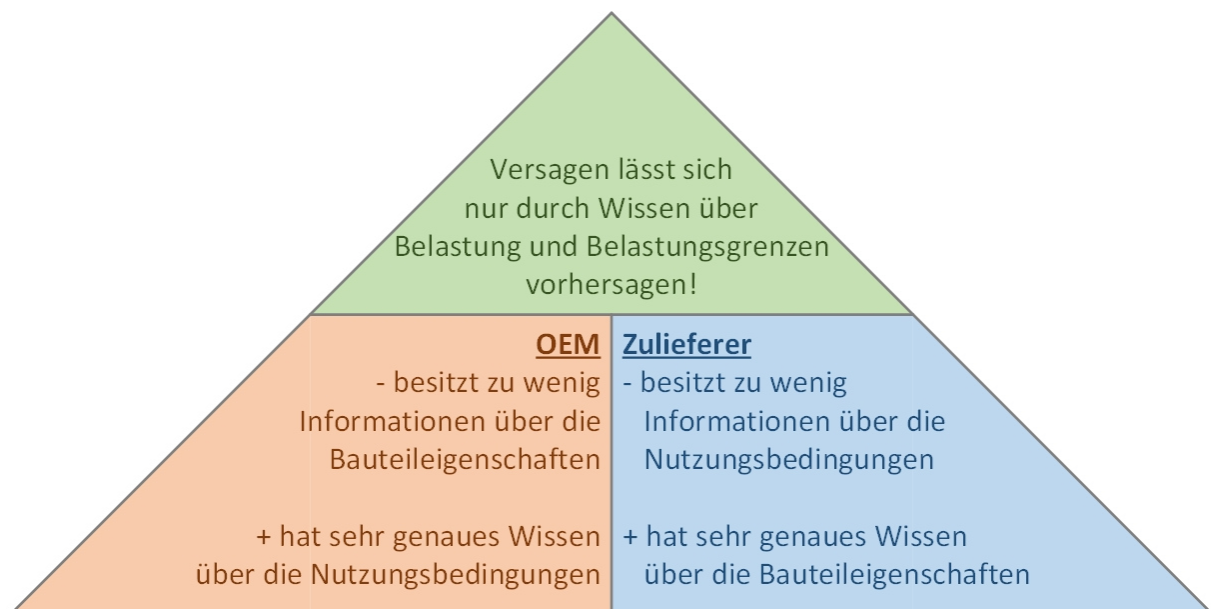 Versagen lässt sich
nur durch Wissen über
Belastung und Belastungsgrenzen
vorhersagen!
OEM
- besitzt zu wenig
Informationen über die
Bauteileigenschaften
+ hat sehr genaues Wissen
über die Nutzungsbedingungen
Zulieferer
- besitzt zu wenig
Informationen über die
Nutzungsbedingungen
+ hat sehr genaues Wissen
über die Bauteileigenschaften